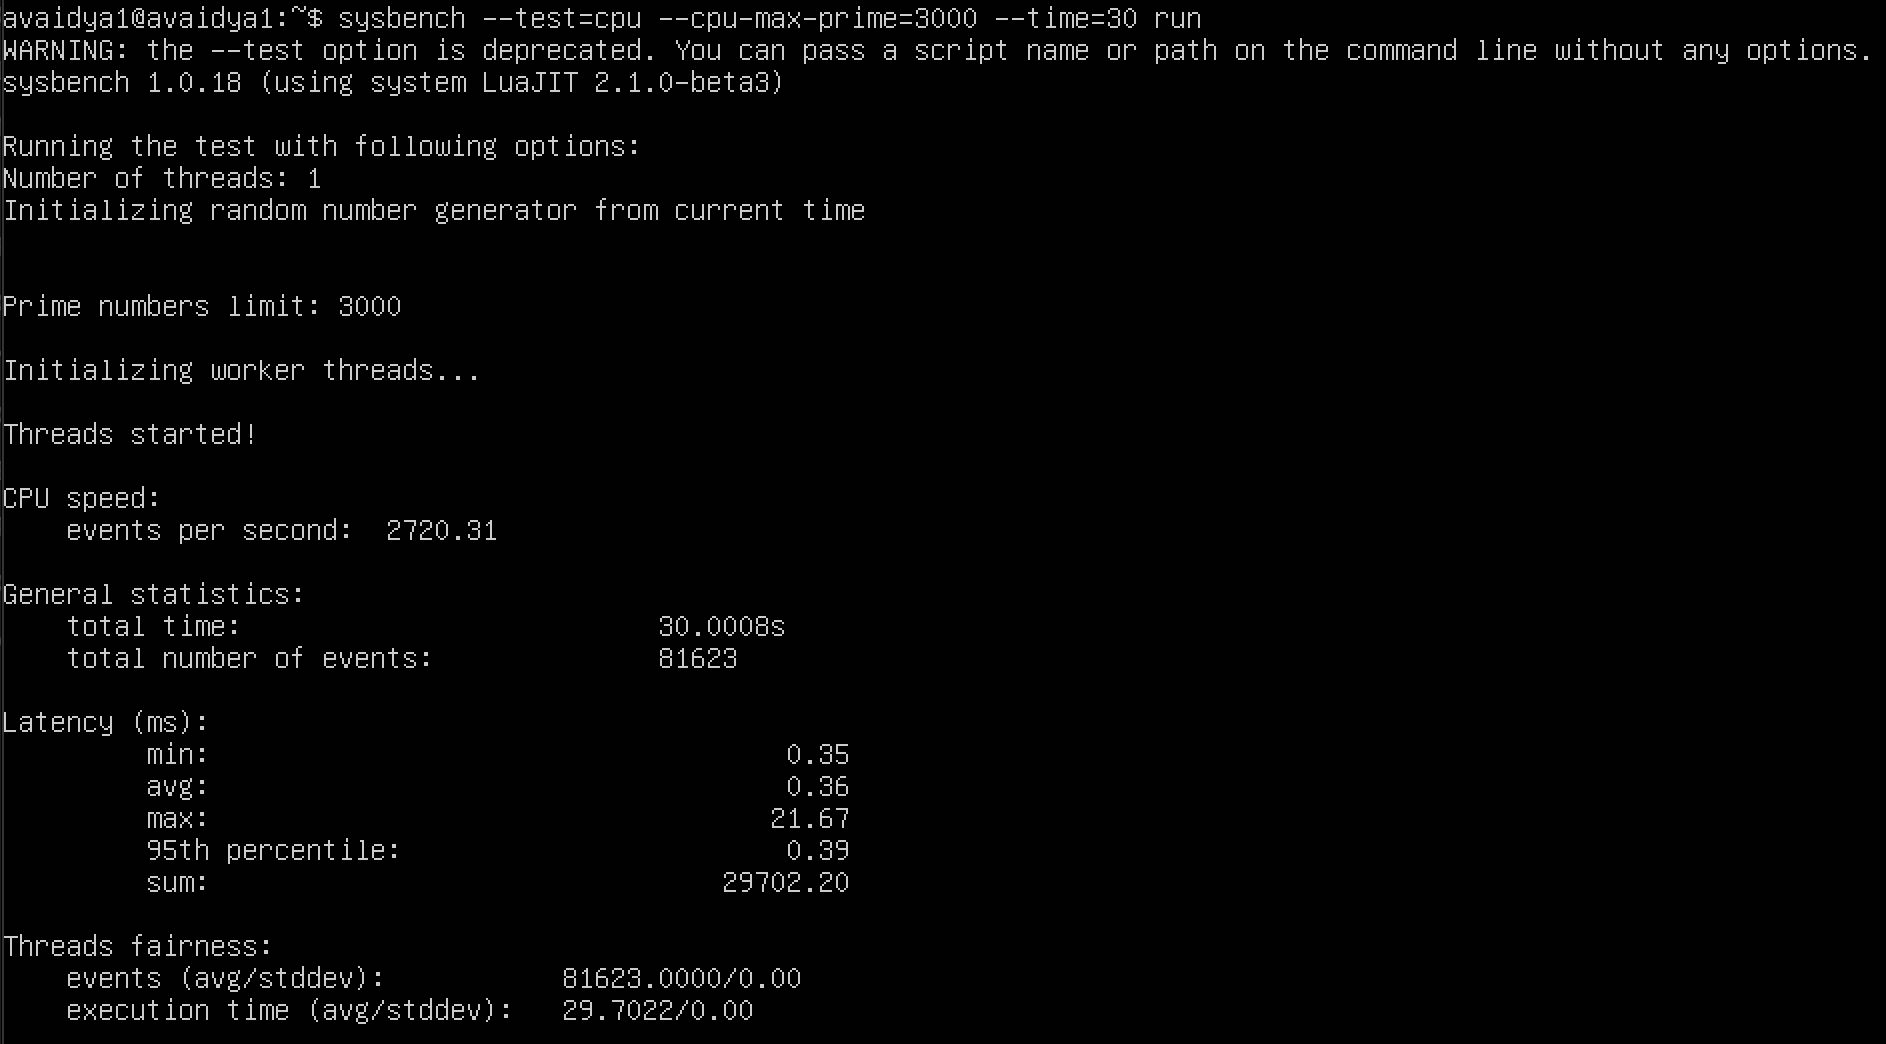 avaidya1@avaidya1:~$ sysbench --test=cpu --cpu-max-prime=3000 --time=30 run
WARNING: the --test option is deprecated. You can pass a script name or path on the command line without any options.
sysbench 1.0.18 (using system LuaJIT 2.1.0-beta3)
Running the test with following options:
Number of threads: 1
Initializing random number generator from current time
Prime numbers limit: 3000
Initializing worker threads...
Threads started!
CPU speed:
events per second: 2720.31
General statistics:
total time: 30.0008s
total number of events: 81623
Latency (ms):
min: 0.35
avg: 0.36
max: 21.67
95th percentile: 0.39
sum: 29702.20
Threads fairness:
events (avg/stddev): 81623.0000/0.00
execution time (avg/stddev): 29.7022/0.00